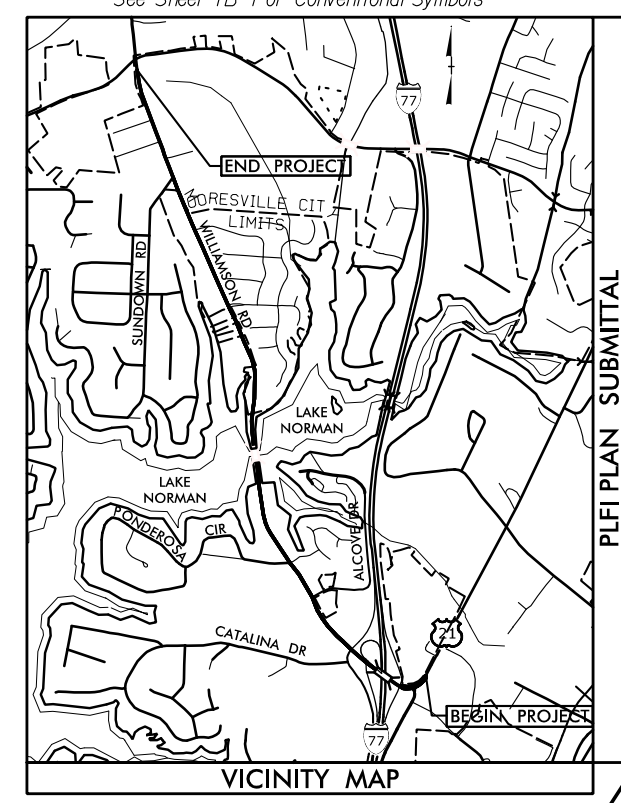 See Sheet 1B-1 For Conventional Symbols
77
END PROJECT
MOORESVILLE CIT
LIMITS
WILLIAMSON RD
SUNDOWN RD
LAKE
NORMAN
LAKE
NORMAN
PONDEROSA CIR
ALCOVE DR
CATALINA DR
21
BEGIN PROJECT
77
VICINITY MAP
PLFI PLAN SUBMITTAL